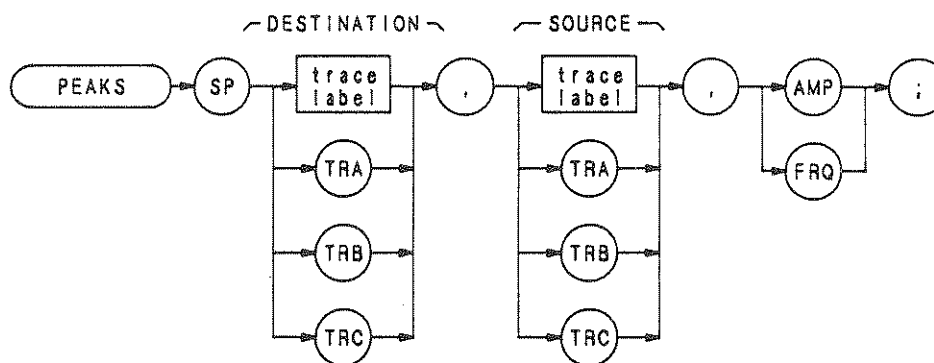 DESTINATION
SOURCE
PEAKS
SP
trace
label
,
trace
label
,
AMP
;
TRA
TRA
FRQ
TRB
TRB
TRC
TRC